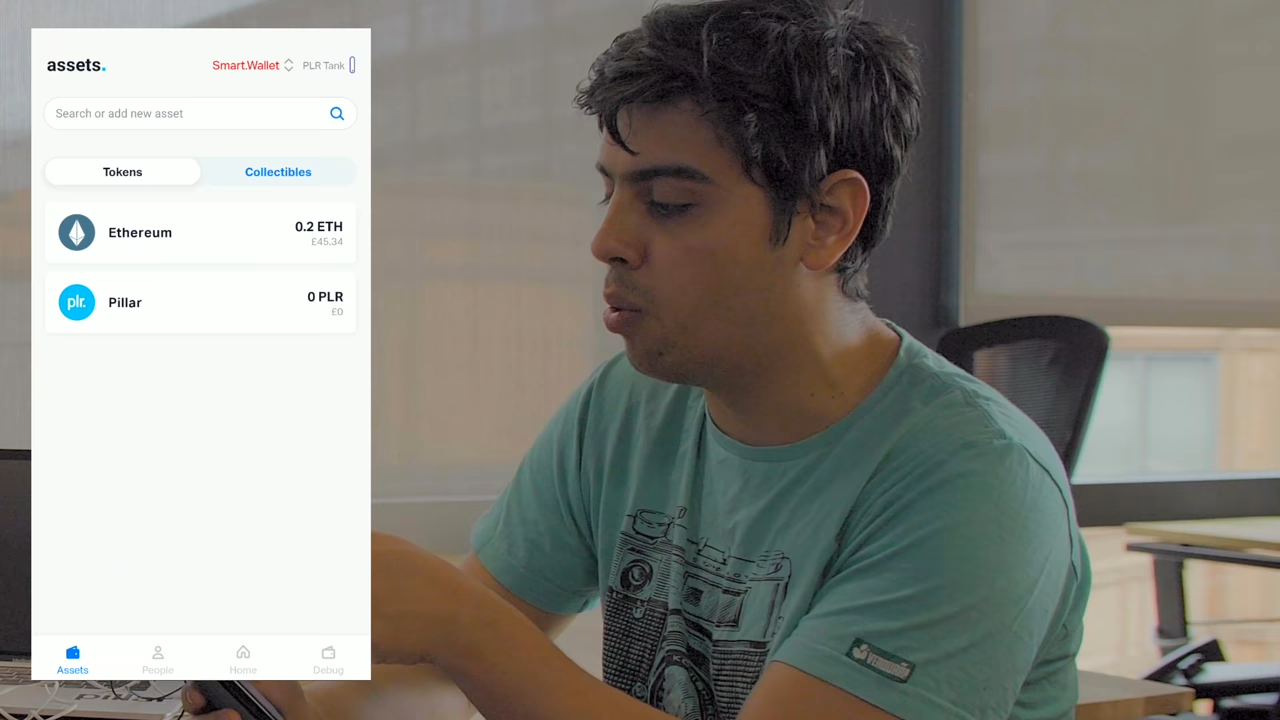 assets.
Smart.Wallet
PLR Tank
Search or add new asset
Tokens
Collectibles
Ethereum
0.2 ETH
£45.34
plr.
Pillar
0 PLR
£0
Assets
People
Home
Debug